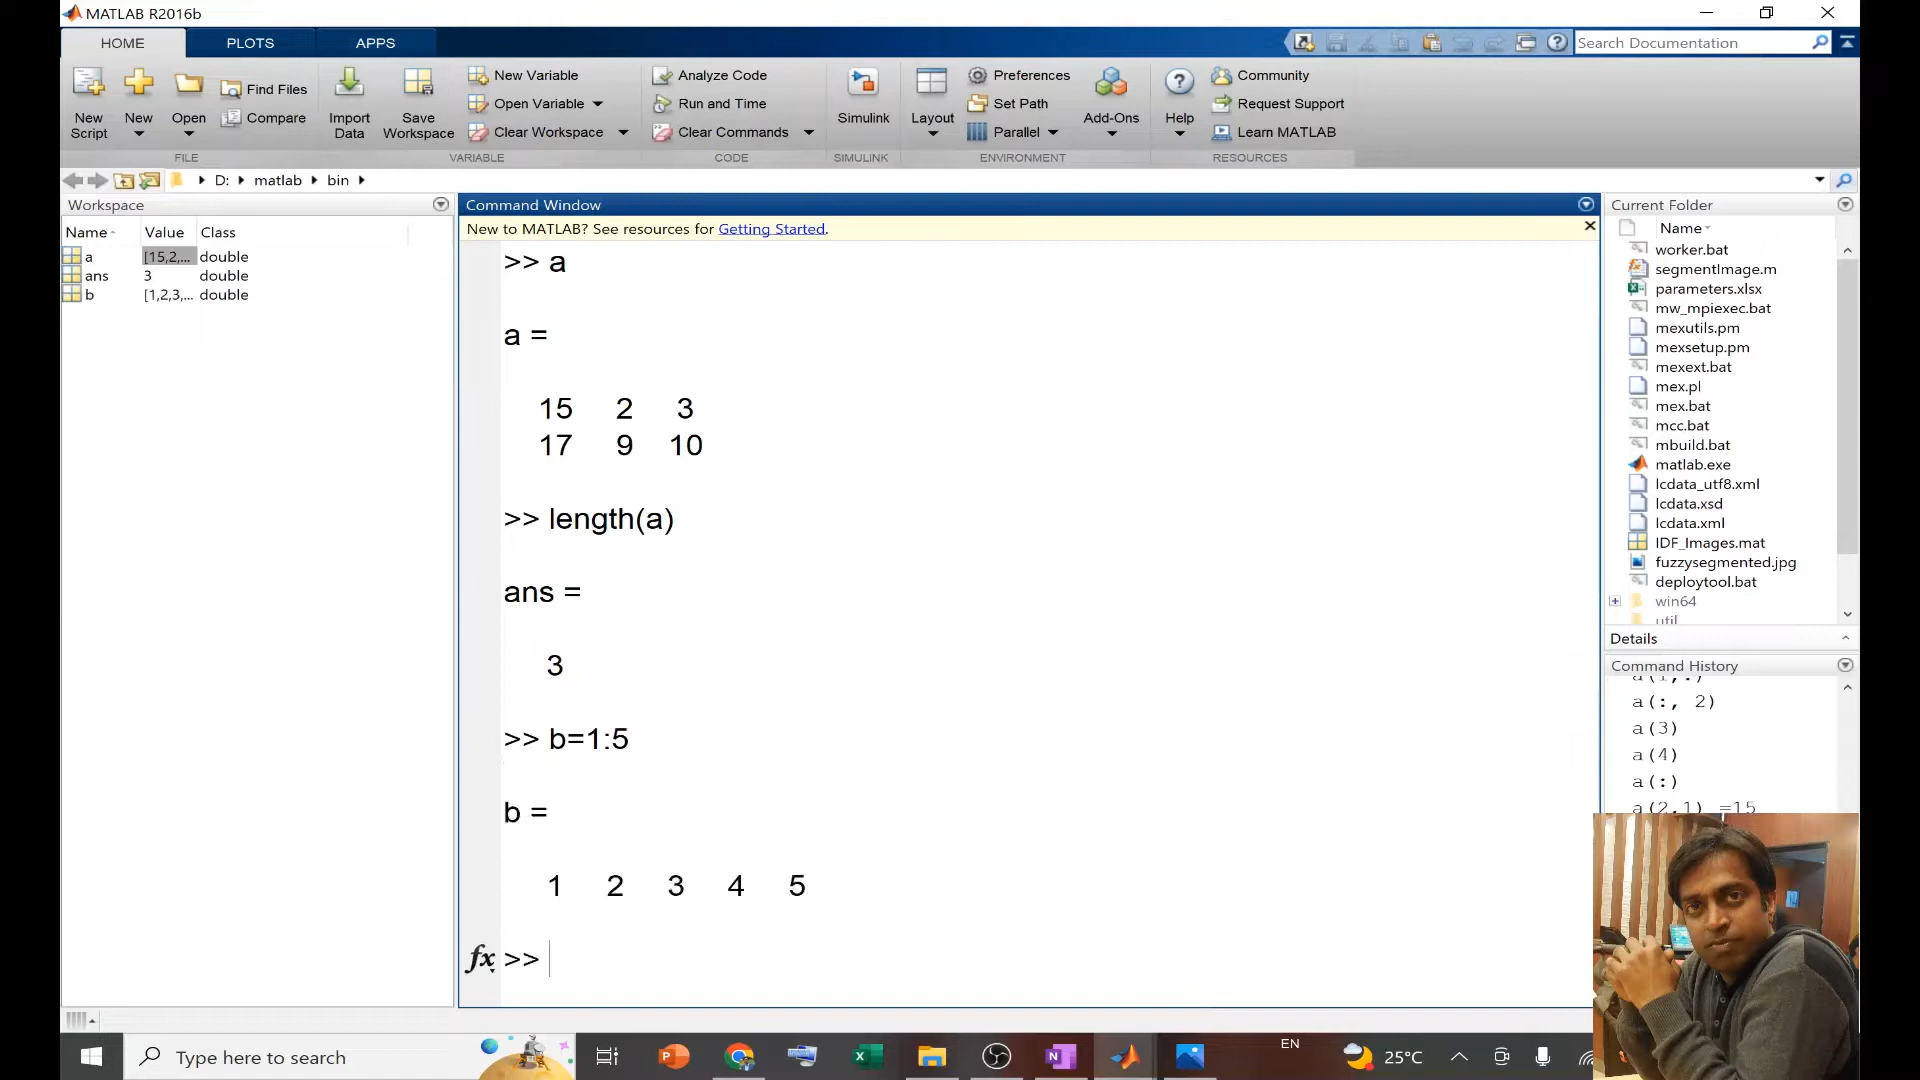 MATLAB R2016b
HOME PLOTS APPS
Search Documentation
New Script
New
Open
Find Files
Compare
Import Data
Save Workspace
New Variable
Open Variable
Clear Workspace
Analyze Code
Run and Time
Clear Commands
Simulink
Layout
Preferences
Set Path
Parallel
Add-Ons
Help
Community
Request Support
Learn MATLAB
FILE VARIABLE CODE SIMULINK ENVIRONMENT RESOURCES
D: matlab bin
Workspace
Name Value Class
a [15,2,... double
ans 3 double
b [1,2,3,... double
Command Window
New to MATLAB? See resources for Getting Started.
>> a
a =
15 2 3
17 9 10
>> length(a)
ans =
3
>> b=1:5
b =
1 2 3 4 5
fx >>
Current Folder
Name
worker.bat
segmentImage.m
parameters.xlsx
mw_mpiexec.bat
mexutils.pm
mexsetup.pm
mexext.bat
mex.pl
mex.bat
mcc.bat
mbuild.bat
matlab.exe
lcdata_utf8.xml
lcdata.xsd
lcdata.xml
IDF_Images.mat
fuzzysegmented.jpg
deploytool.bat
win64
util
Details
Command History
a(1,:)
a(:, 2)
a(3)
a(4)
a(:)
a(2,1) =15
Type here to search
EN
25°C